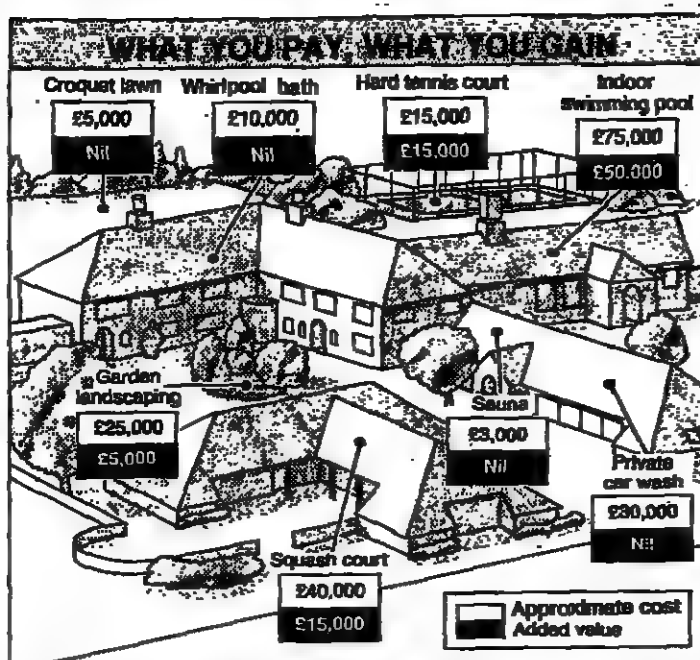 WHAT YOU PAY, WHAT YOU GAIN
Croquet lawn
£5,000
Nil
Whirlpool bath
£10,000
Nil
Hard tennis court
£15,000
£15,000
Indoor
swimming pool
£75,000
£50.000
Garden
landscaping
£25,000
£5,000
Sauna
£3,000
Nil
Private
car wash
£30,000
Nil
Squash court
£40,000
£15,000
Approximate cost
Added value